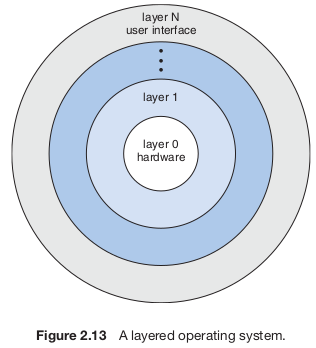 layer N
user interface
layer 1
layer 0
hardware
Figure 2.13 A layered operating system.